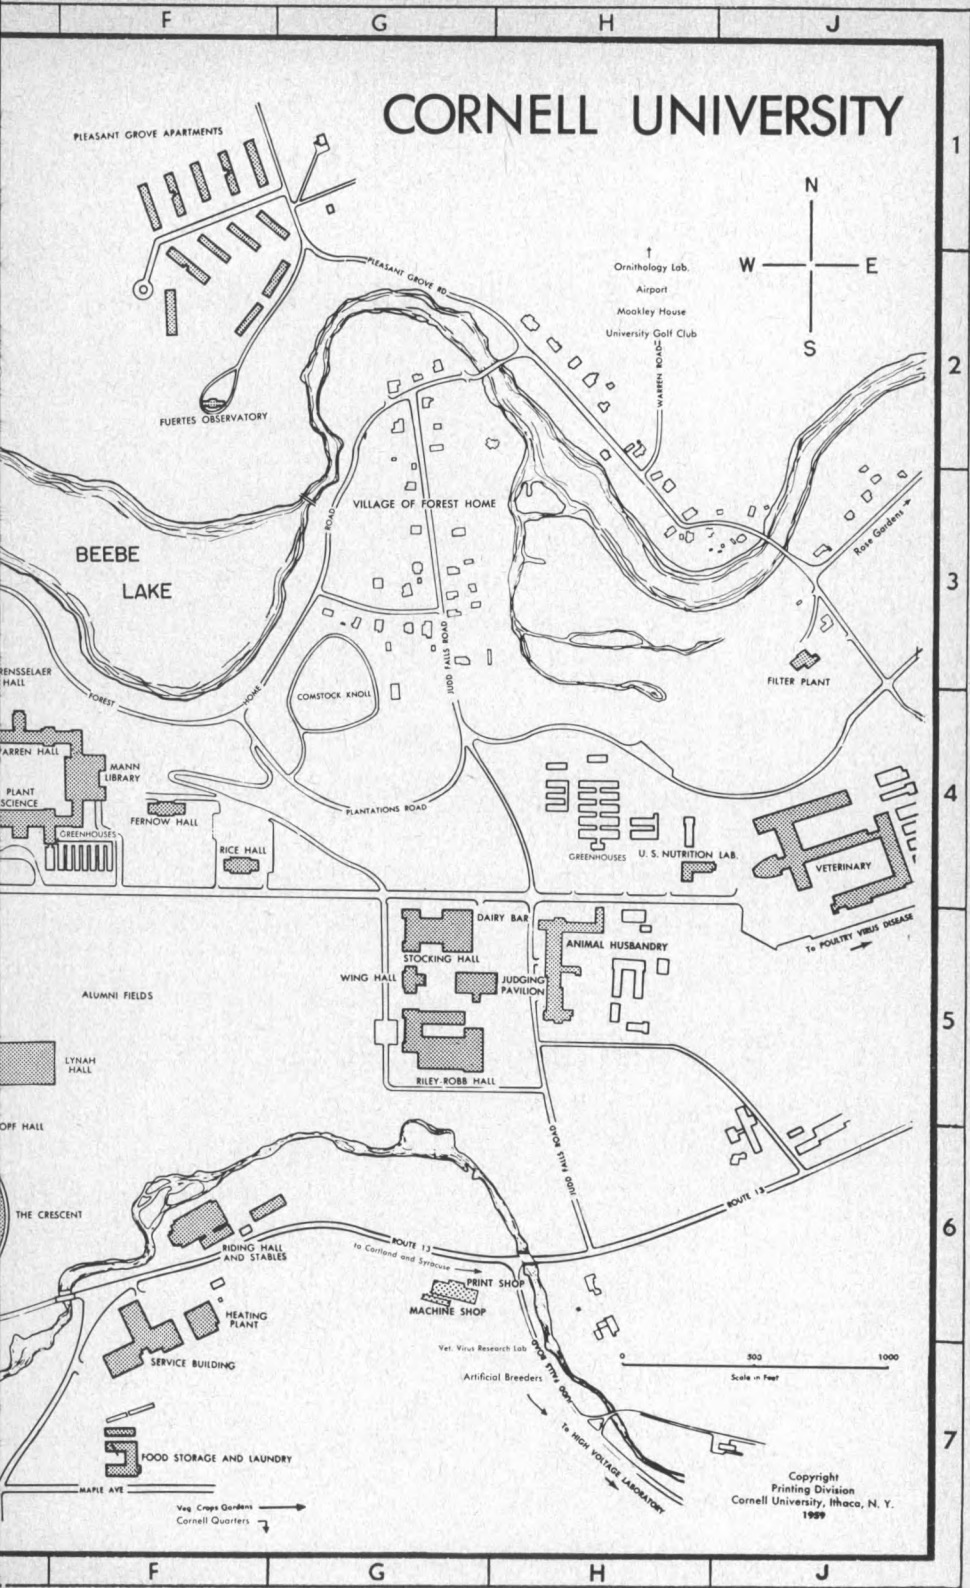 F G H J
CORNELL UNIVERSITY
PLEASANT GROVE APARTMENTS
1
N
W E
S
PLEASANT GROVE RD.
↑
Ornithology Lab.
Airport
Moakley House
University Golf Club
WARREN ROAD
2
FUERTES OBSERVATORY
VILLAGE OF FOREST HOME
ROAD
Rose Gardens →
BEEBE
LAKE
3
JUDD FALLS ROAD
RENSSELAER
HALL
FOREST
HOME
COMSTOCK KNOLL
FILTER PLANT
ARREN HALL
MANN
LIBRARY
PLANT
SCIENCE
FERNOW HALL
GREENHOUSES
RICE HALL
PLANTATIONS ROAD
4
GREENHOUSES
U. S. NUTRITION LAB.
VETERINARY
To POULTRY VIRUS DISEASE
DAIRY BAR
STOCKING HALL
ANIMAL HUSBANDRY
WING HALL
JUDGING
PAVILION
ALUMNI FIELDS
5
LYNAH
HALL
RILEY-ROBB HALL
OPF HALL
JUDD FALLS ROAD
THE CRESCENT
ROUTE 13
6
RIDING HALL
AND STABLES
ROUTE 13
to Cortland and Syracuse
PRINT SHOP
MACHINE SHOP
HEATING
PLANT
SERVICE BUILDING
Vet. Virus Research Lab
Artificial Breeders
JUDD FALLS ROAD
0 500 1000
Scale in Feet
To HIGH VOLTAGE LABORATORY
7
FOOD STORAGE AND LAUNDRY
MAPLE AVE
Veg Crops Gardens
Cornell Quarters
Copyright
Printing Division
Cornell University, Ithaca, N. Y.
1959
F G H J